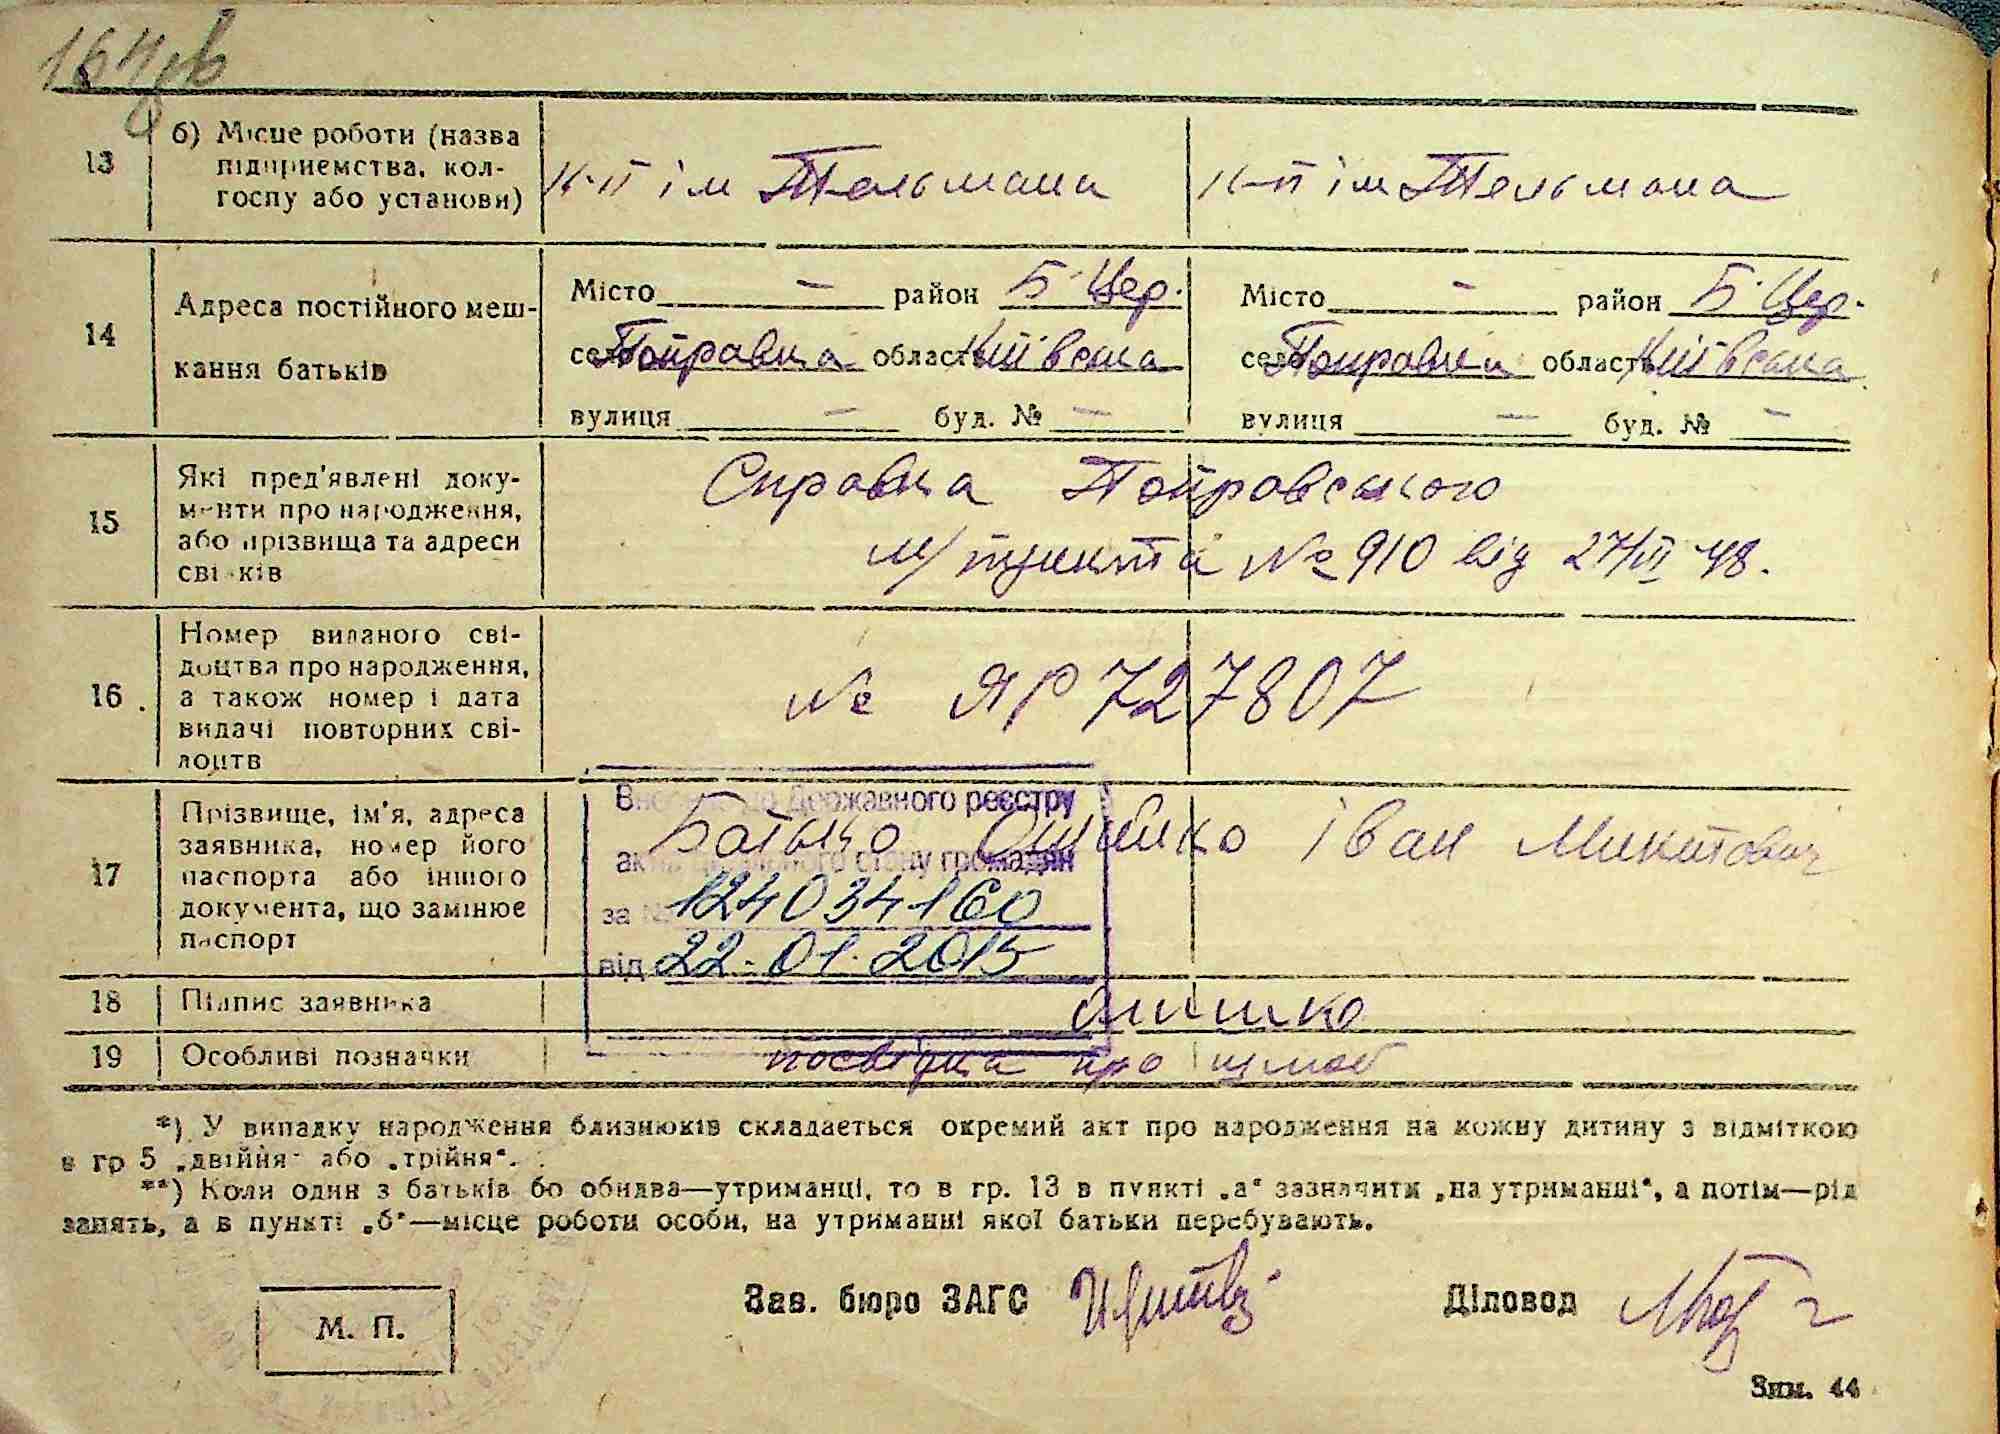 13 б) Місце роботи (назва
підприємства, кол-
госпу або установи)
к-п ім Тельмана
к-п ім Тельмана
14 Адреса постійного меш-
кання батьків
Місто — район Б. Цер.
село область Київська
вулиця — буд. № —
Місто — район Б. Цер.
село область Київська
вулиця — буд. № —
15 Які пред'явлені доку-
менти про народження,
або прізвища та адреси
свідків
Справка
м/пункта № 910 від 27/VI 48.
16 Номер виданого сві-
доцтва про народження,
а також номер і дата
видачі повторних сві-
доцтв
№ ЯР 727807
17 Прізвище, ім'я, адреса
заявника, номер його
паспорта або іншого
документа, що замінює
паспорт
Батько Іван Микитович
Внесено до Державного реєстру
актів цивільного стану громадян
за № 124034160
від 22.01.2015
18 Підпис заявника
19 Особливі позначки
посвідка про шлюб
*) У випадку народження близнюків складається окремий акт про народження на кожну дитину з відміткою
в гр 5 „двійня“ або „трійня“.
**) Коли один з батьків бо обидва—утриманці, то в гр. 13 в пункті „а“ зазначити „на утриманні“, а потім—рід
занять, а в пункті „б“—місце роботи особи, на утриманні якої батьки перебувають.
М. П.
Зав. бюро ЗАГС
Діловод
Зам. 44